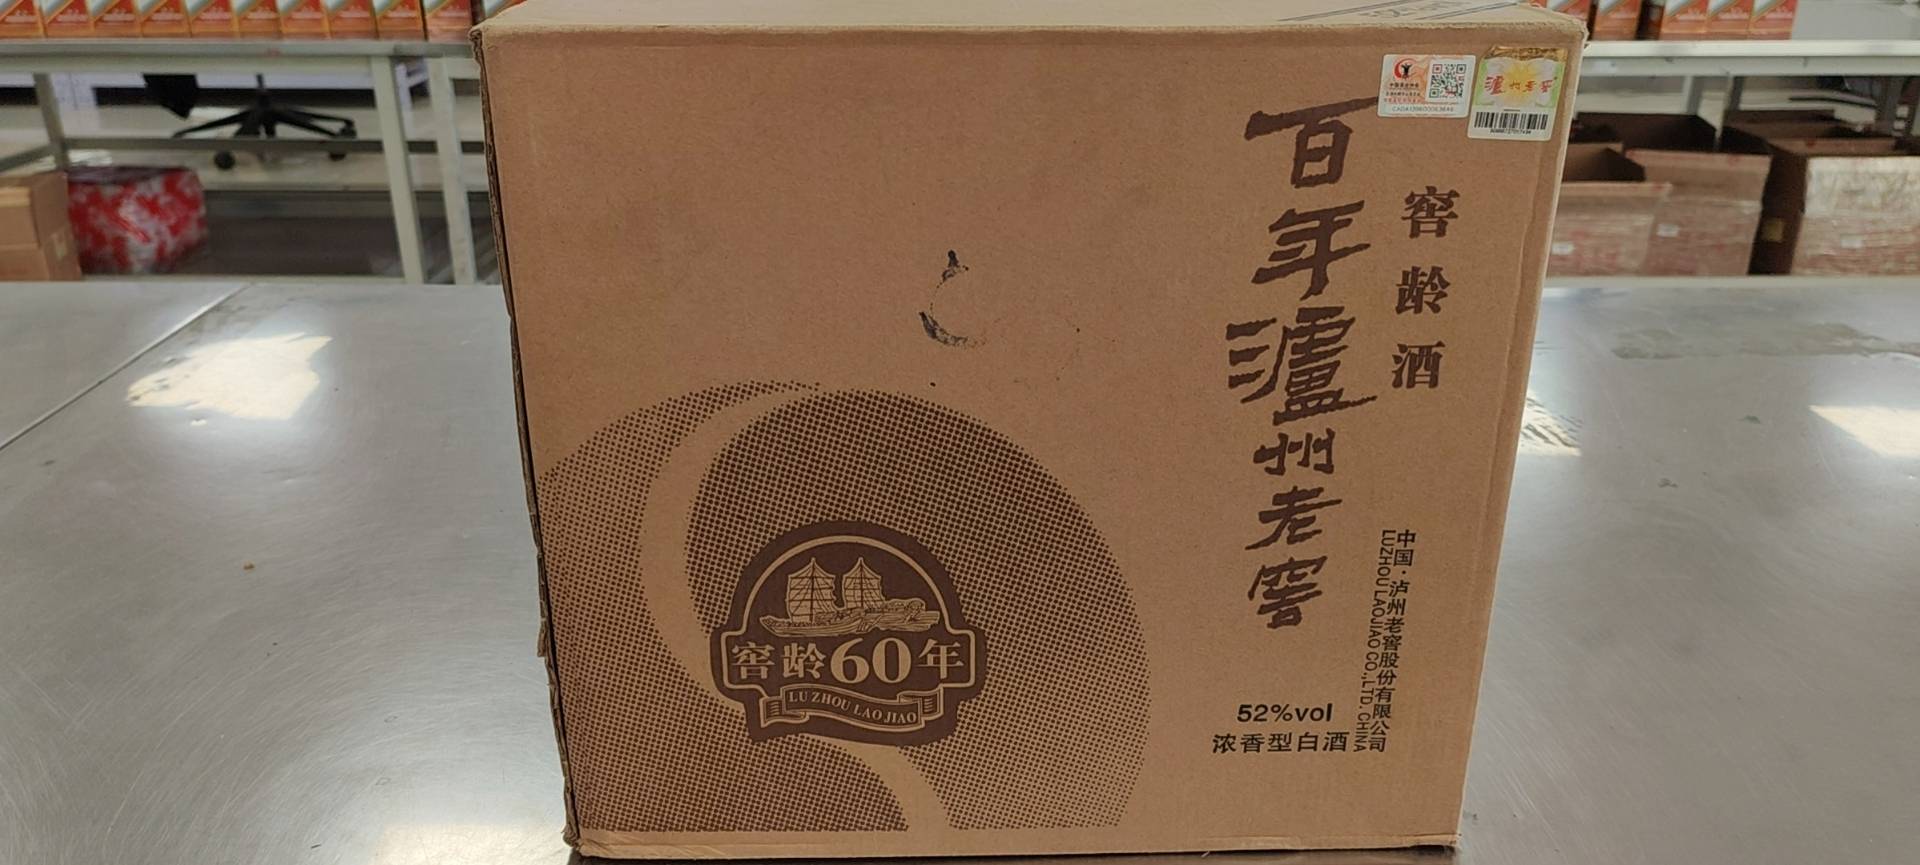 泸州老窖
百年泸州老窖
窖龄酒
窖龄60年
LU ZHOU LAO JIAO
52%vol
浓香型白酒
中国·泸州老窖股份有限公司
LUZHOU LAOJIAO CO.,LTD. CHINA